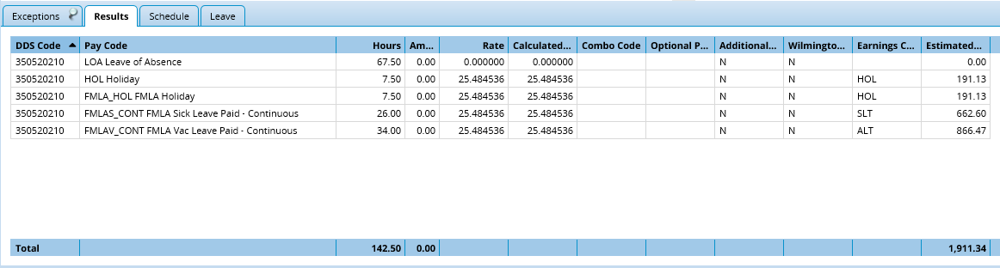 Exceptions Results Schedule Leave
DDS Code Pay Code Hours Am... Rate Calculated... Combo Code Optional P... Additional... Wilmingto... Earnings C... Estimated...
350520210 LOA Leave of Absence 67.50 0.00 0.000000 0.000000 N N 0.00
350520210 HOL Holiday 7.50 0.00 25.484536 25.484536 N N HOL 191.13
350520210 FMLA_HOL FMLA Holiday 7.50 0.00 25.484536 25.484536 N N HOL 191.13
350520210 FMLAS_CONT FMLA Sick Leave Paid - Continuous 26.00 0.00 25.484536 25.484536 N N SLT 662.60
350520210 FMLAV_CONT FMLA Vac Leave Paid - Continuous 34.00 0.00 25.484536 25.484536 N N ALT 866.47
Total 142.50 0.00 1,911.34